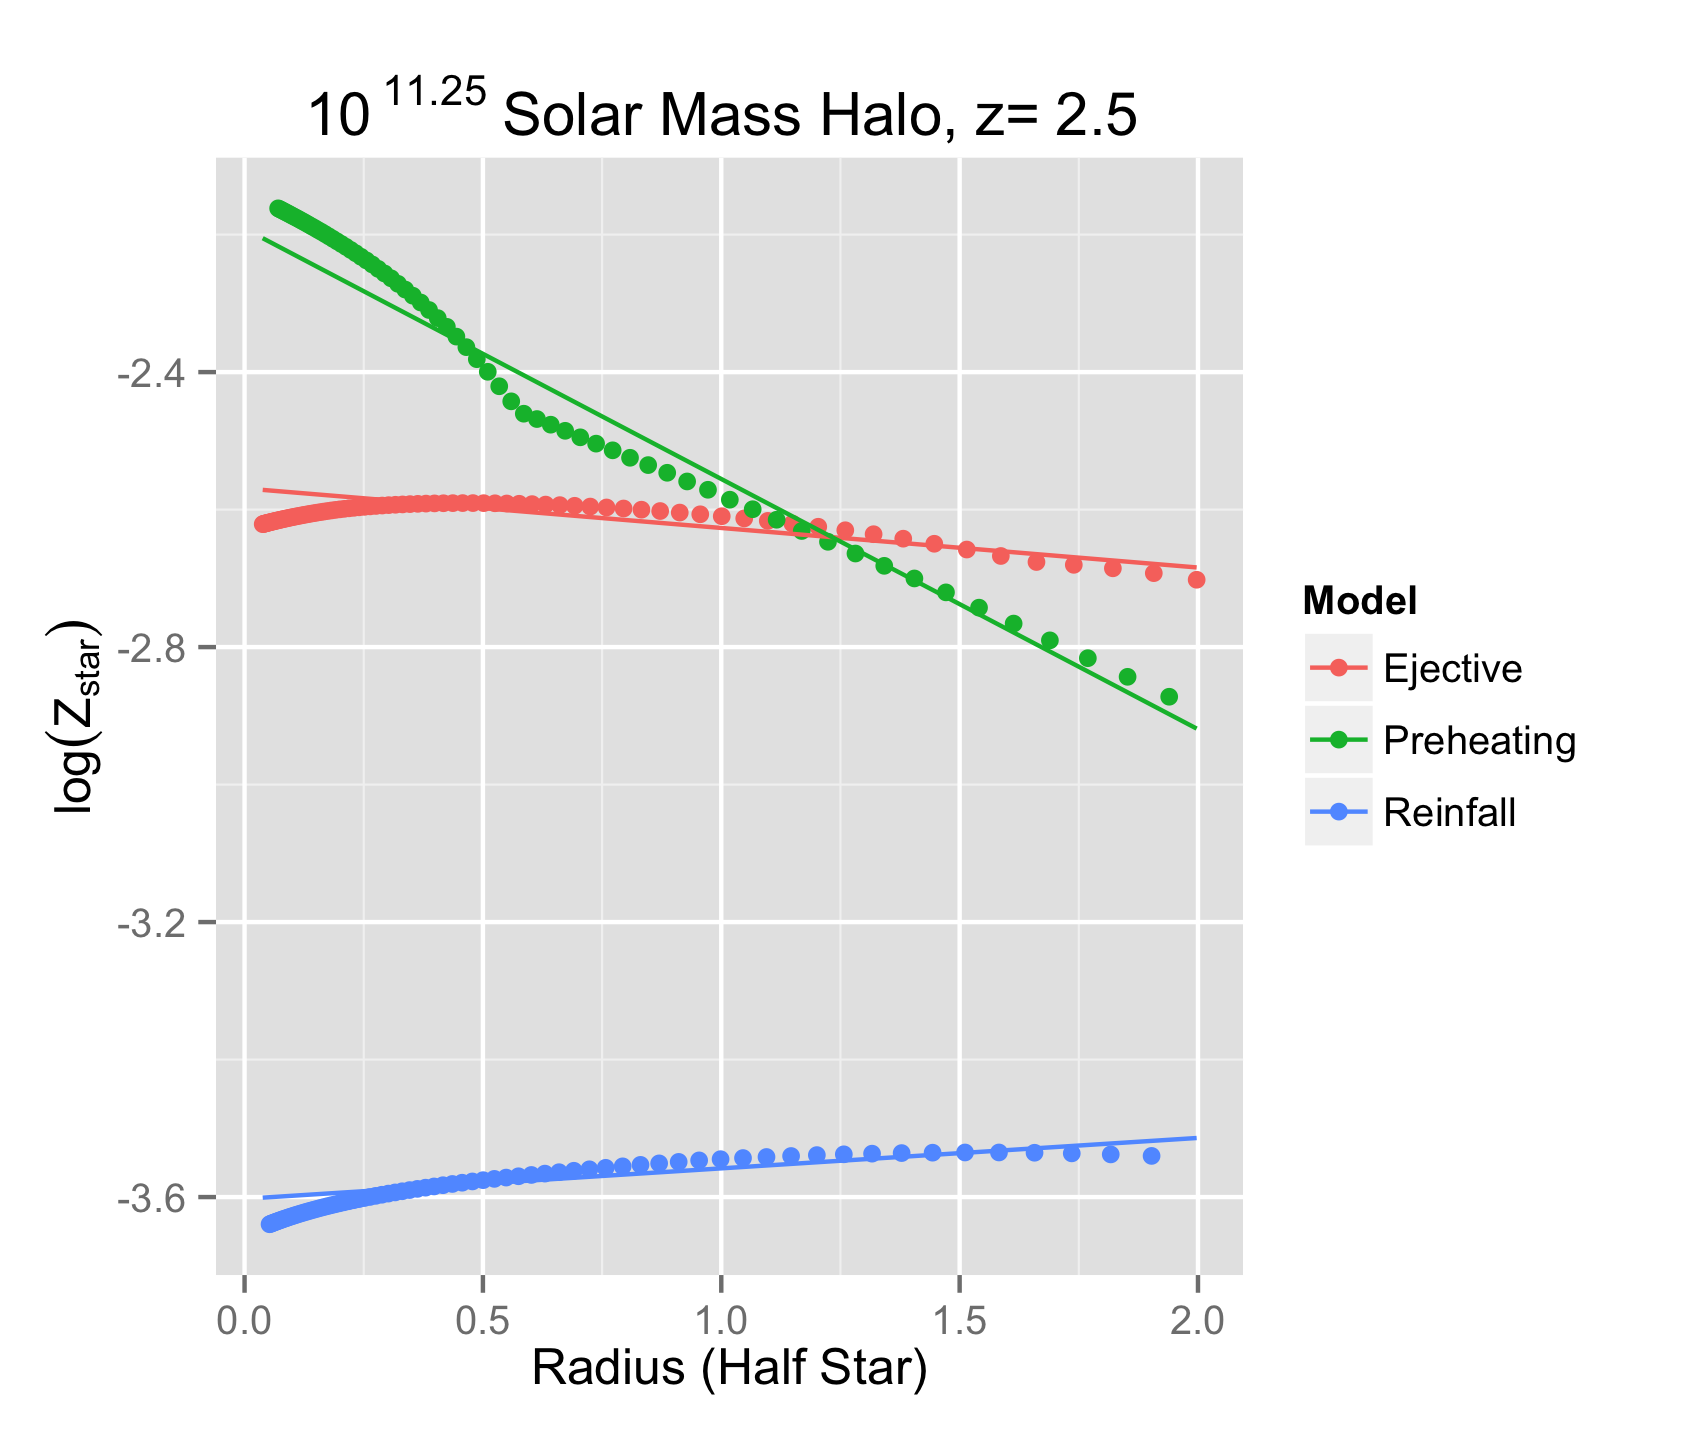 10 11.25 Solar Mass Halo, z= 2.5
log(Zstar)
-2.4
-2.8
-3.2
-3.6
0.0 0.5 1.0 1.5 2.0
Radius (Half Star)
Model
Ejective
Preheating
Reinfall